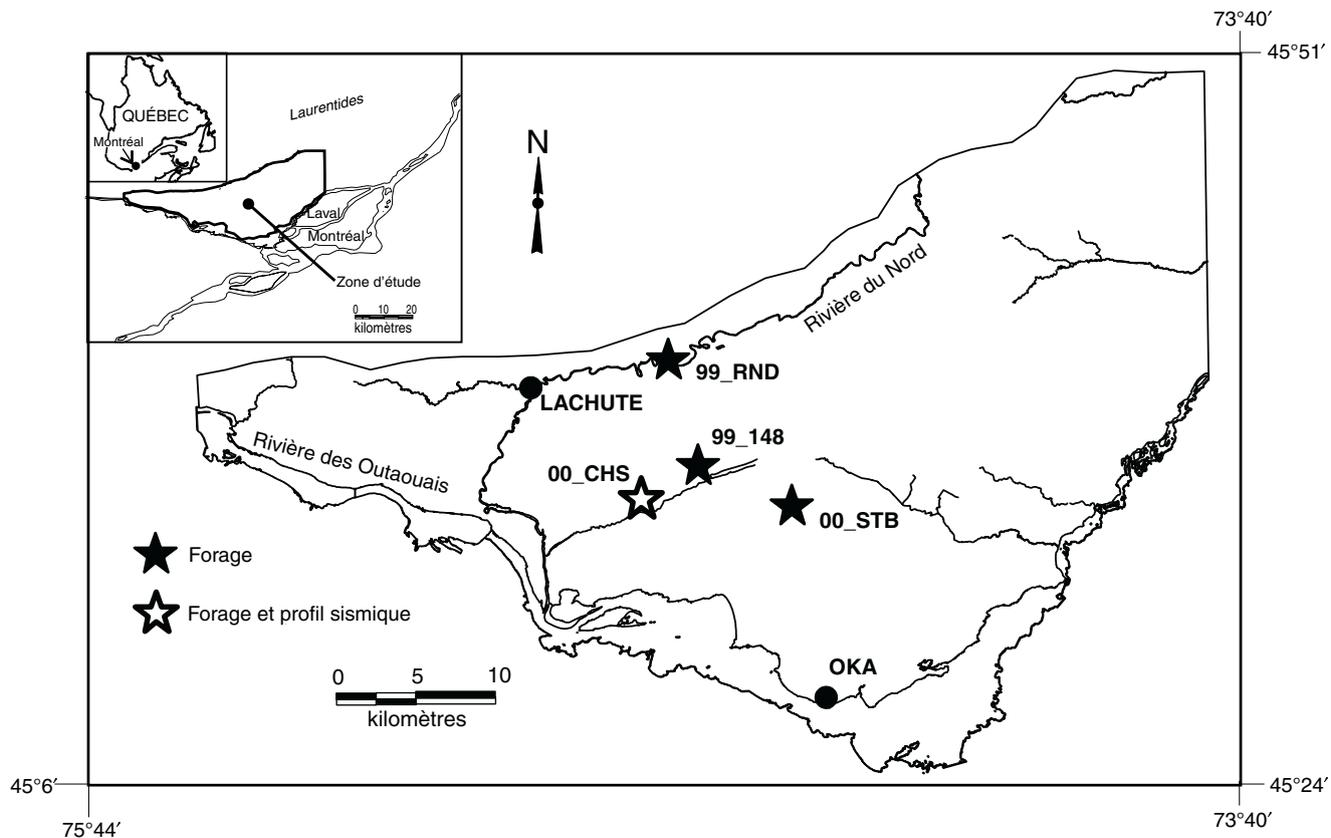 73°40′
45°51′
Laurentides
QUÉBEC
Montréal
Laval
Montréal
Zone d'étude
0 10 20
kilomètres
N
Rivière du Nord
99_RND
LACHUTE
99_148
Rivière des Outaouais
00_CHS
00_STB
Forage
Forage et profil sismique
0 5 10
kilomètres
OKA
45°6′
45°24′
75°44′
73°40′